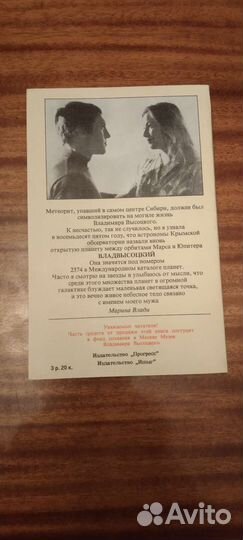 Метеорит, упавший в самом центре Сибири, должен был
символизировать на могиле жизнь
Владимира Высоцкого.
К несчастью, так не случилось, но я узнала
в восемьдесят пятом году, что астрономы Крымской
обсерватории назвали вновь
открытую планету между орбитами Марса и Юпитера
ВЛАДВЫСОЦКИЙ
Она значится под номером
2374 в Международном каталоге планет.
Часто я смотрю на звезды и улыбаюсь от мысли, что
среди этого множества планет в огромной
галактике блуждает маленькая светящаяся точка,
и это вечно живое небесное тело связано
с именем моего мужа
Марина Влади
Уважаемые читатели!
Часть средств от продажи этой книги поступит
в фонд создания в Москве Музея
Владимира Высоцкого.
Издательство „Прогресс"
Издательство
3 р. 20 к.
Avito